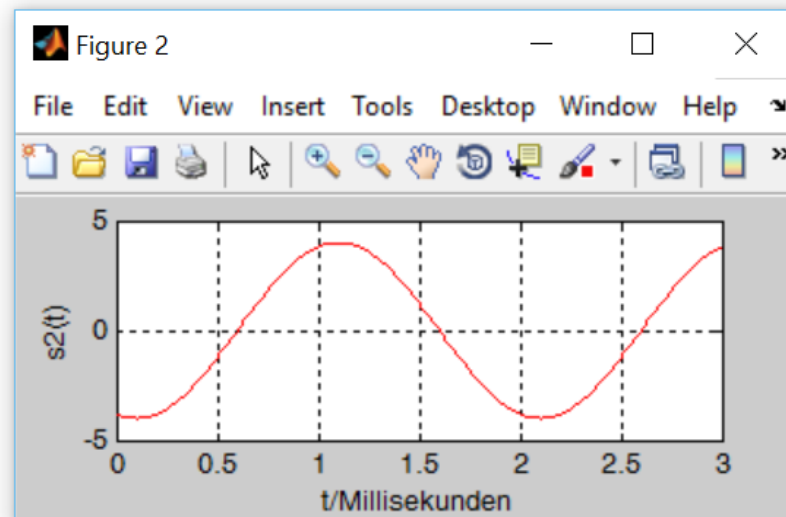 Figure 2
File Edit View Insert Tools Desktop Window Help
5
s2(t)
0
-5
0 0.5 1 1.5 2 2.5 3
t/Millisekunden